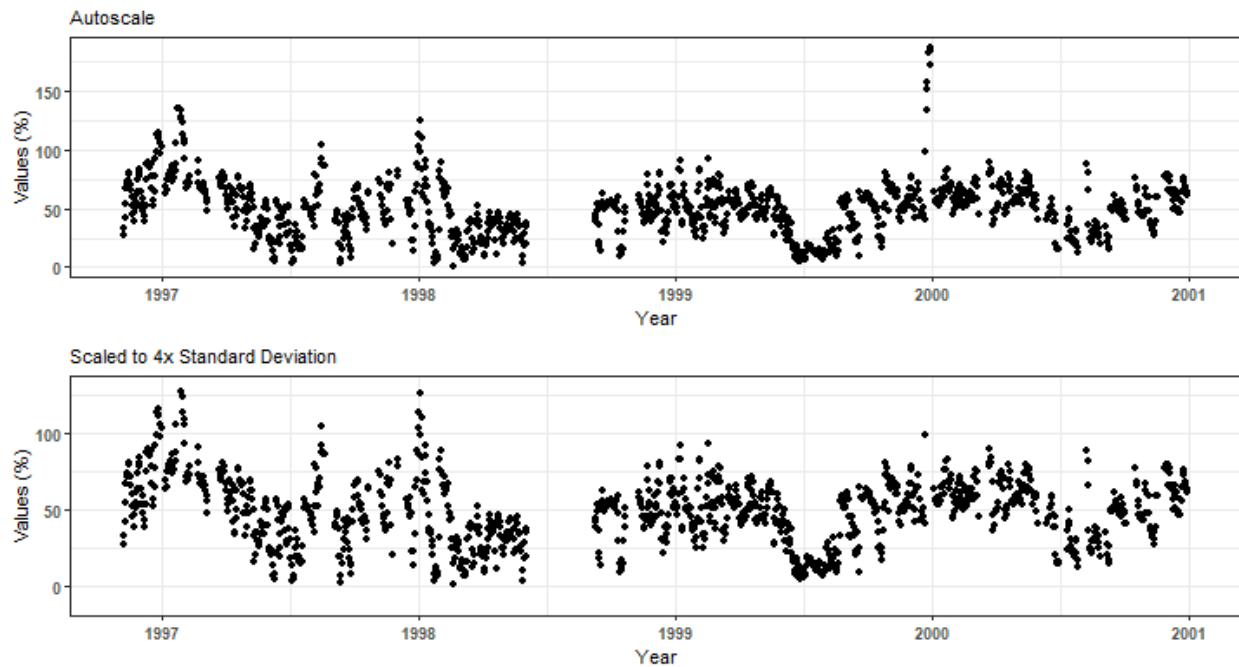 Autoscale
Values (%)
150
100
50
0
1997 1998 1999 2000 2001
Year
Scaled to 4x Standard Deviation
Values (%)
100
50
0
1997 1998 1999 2000 2001
Year